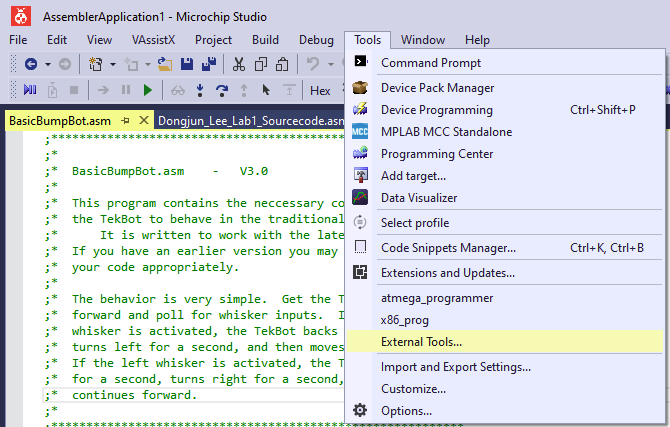 AssemblerApplication1 - Microchip Studio
File Edit View VAssistX Project Build Debug Tools Window Help
Hex
BasicBumpBot.asm Dongjun_Lee_Lab1_Sourcecode.asm
Command Prompt
Device Pack Manager
Device Programming Ctrl+Shift+P
MCC MPLAB MCC Standalone
Programming Center
Add target...
Data Visualizer
Select profile
Code Snippets Manager... Ctrl+K, Ctrl+B
Extensions and Updates...
atmega_programmer
x86_prog
External Tools...
Import and Export Settings...
Customize...
Options...
;***********************************************
;*
;* BasicBumpBot.asm - V3.0
;*
;* This program contains the neccessary co
;* the TekBot to behave in the traditional
;* It is written to work with the late
;* If you have an earlier version you may
;* your code appropriately.
;*
;* The behavior is very simple. Get the T
;* forward and poll for whisker inputs. I
;* whisker is activated, the TekBot backs
;* turns left for a second, and then moves
;* If the left whisker is activated, the T
;* for a second, turns right for a second,
;* continues forward.
;*
;***********************************************************